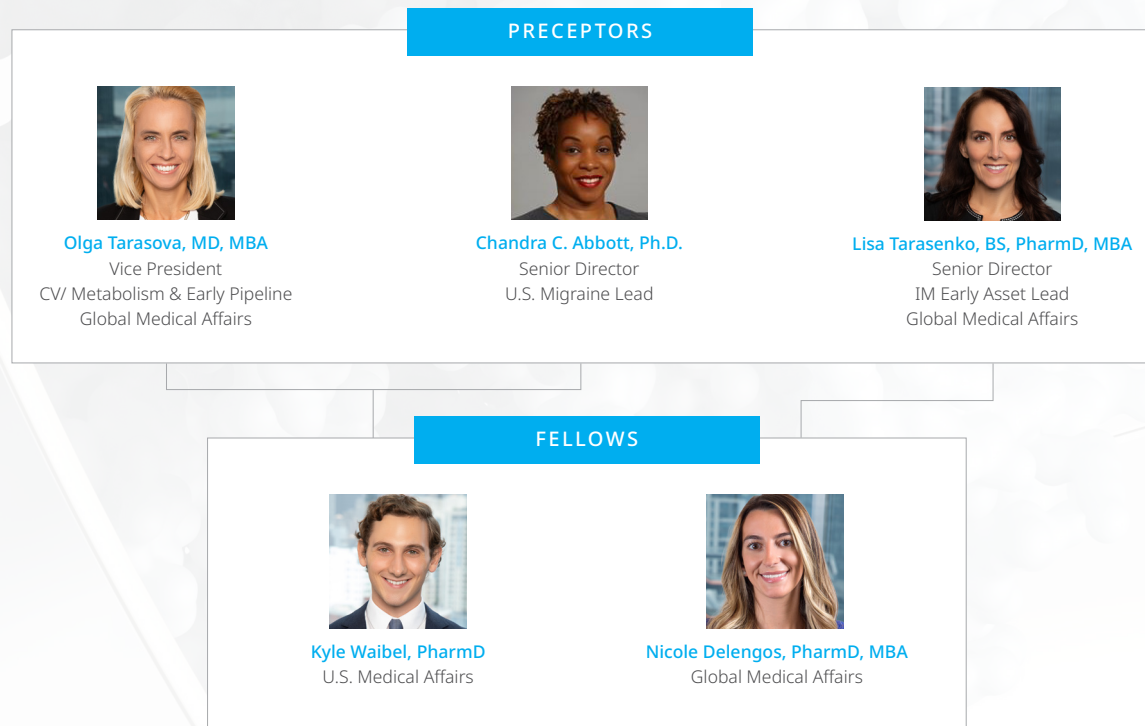 PRECEPTORS
Olga Tarasova, MD, MBA
Vice President
CV/ Metabolism & Early Pipeline
Global Medical Affairs
Chandra C. Abbott, Ph.D.
Senior Director
U.S. Migraine Lead
Lisa Tarasenko, BS, PharmD, MBA
Senior Director
IM Early Asset Lead
Global Medical Affairs
FELLOWS
Kyle Waibel, PharmD
U.S. Medical Affairs
Nicole Delengos, PharmD, MBA
Global Medical Affairs